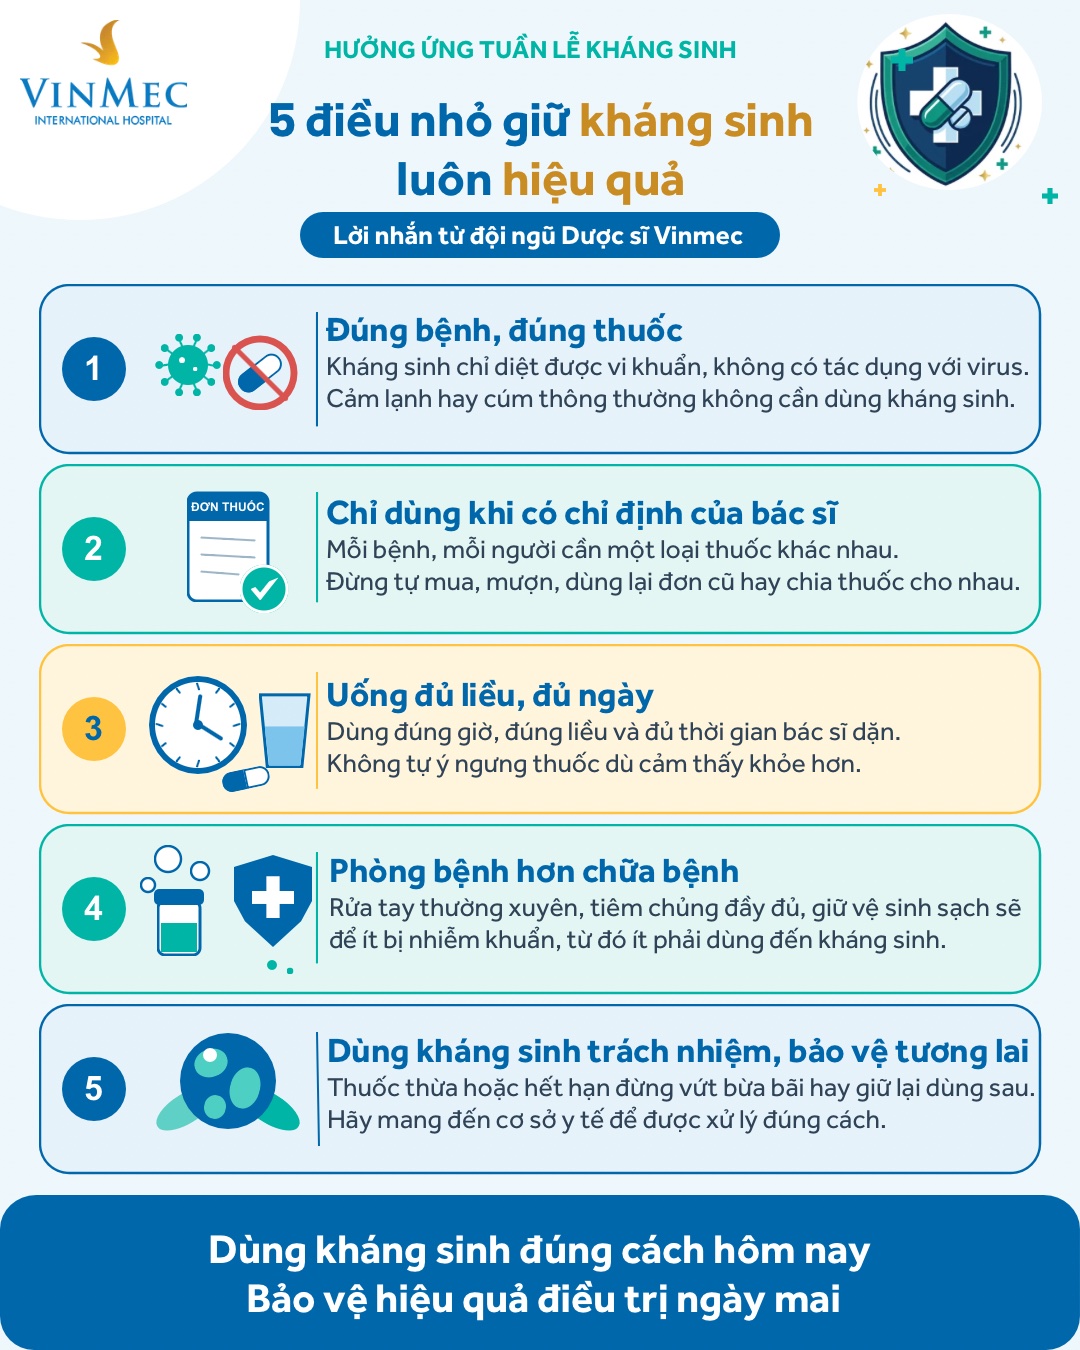 VINMEC
INTERNATIONAL HOSPITAL
HƯỞNG ỨNG TUẦN LỄ KHÁNG SINH
5 điều nhỏ giữ kháng sinh
luôn hiệu quả
Lời nhắn từ đội ngũ Dược sĩ Vinmec
1
Đúng bệnh, đúng thuốc
Kháng sinh chỉ diệt được vi khuẩn, không có tác dụng với virus.
Cảm lạnh hay cúm thông thường không cần dùng kháng sinh.
2
ĐƠN THUỐC
Chỉ dùng khi có chỉ định của bác sĩ
Mỗi bệnh, mỗi người cần một loại thuốc khác nhau.
Đừng tự mua, mượn, dùng lại đơn cũ hay chia thuốc cho nhau.
3
Uống đủ liều, đủ ngày
Dùng đúng giờ, đúng liều và đủ thời gian bác sĩ dặn.
Không tự ý ngưng thuốc dù cảm thấy khỏe hơn.
4
Phòng bệnh hơn chữa bệnh
Rửa tay thường xuyên, tiêm chủng đầy đủ, giữ vệ sinh sạch sẽ
để ít bị nhiễm khuẩn, từ đó ít phải dùng đến kháng sinh.
5
Dùng kháng sinh trách nhiệm, bảo vệ tương lai
Thuốc thừa hoặc hết hạn đừng vứt bừa bãi hay giữ lại dùng sau.
Hãy mang đến cơ sở y tế để được xử lý đúng cách.
Dùng kháng sinh đúng cách hôm nay
Bảo vệ hiệu quả điều trị ngày mai